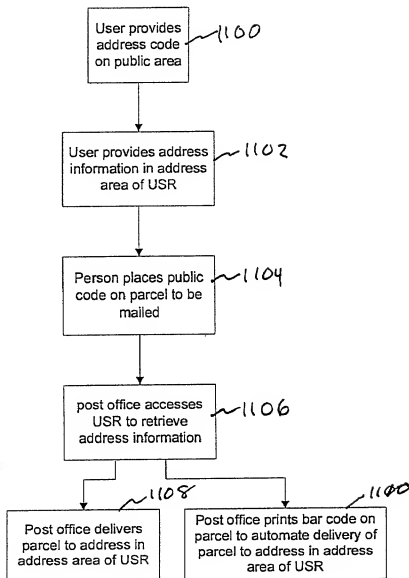 User provides
address code
on public area
1100
User provides address
information in address
area of USR
1102
Person places public
code on parcel to be
mailed
1104
post office accesses
USR to retrieve
address information
1106
1108
1100
Post office delivers
parcel to address in
address area of USR
Post office prints bar code on
parcel to automate delivery of
parcel to address in address
area of USR